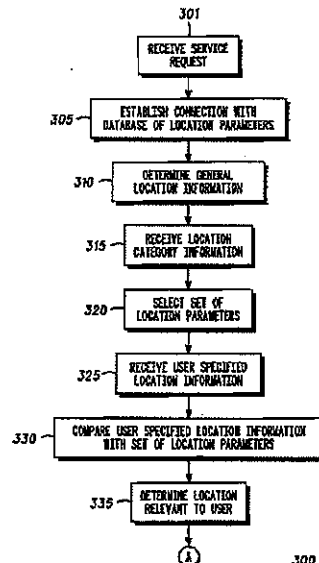 301
RECEIVE SERVICE
REQUEST
305
ESTABLISH CONNECTION WITH
DATABASE OF LOCATION PARAMETERS
310
DETERMINE GENERAL
LOCATION INFORMATION
315
RECEIVE LOCATION
CATEGORY INFORMATION
320
SELECT SET OF
LOCATION PARAMETERS
325
RECEIVE USER SPECIFIED
LOCATION INFORMATION
330
COMPARE USER SPECIFIED LOCATION INFORMATION
WITH SET OF LOCATION PARAMETERS
335
DETERMINE LOCATION
RELEVANT TO USER
A
300